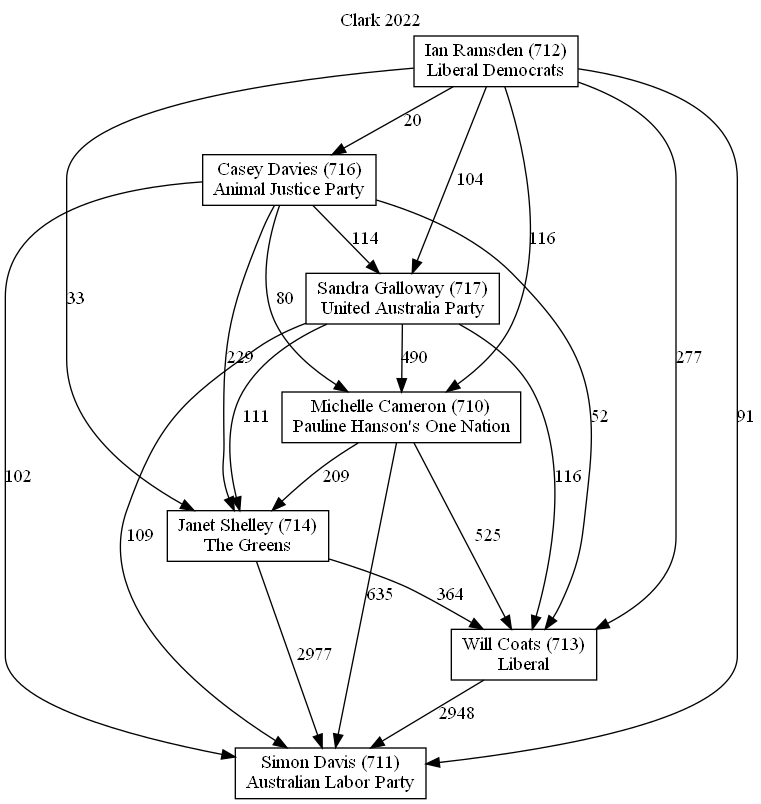 Clark 2022
Ian Ramsden (712)
Liberal Democrats
20
Casey Davies (716)
Animal Justice Party
104
114
116
Sandra Galloway (717)
United Australia Party
33
80
277
229
490
Michelle Cameron (710)
Pauline Hanson's One Nation
111
52
91
102
209
116
Janet Shelley (714)
The Greens
109
525
635
364
Will Coats (713)
Liberal
2977
2948
Simon Davis (711)
Australian Labor Party